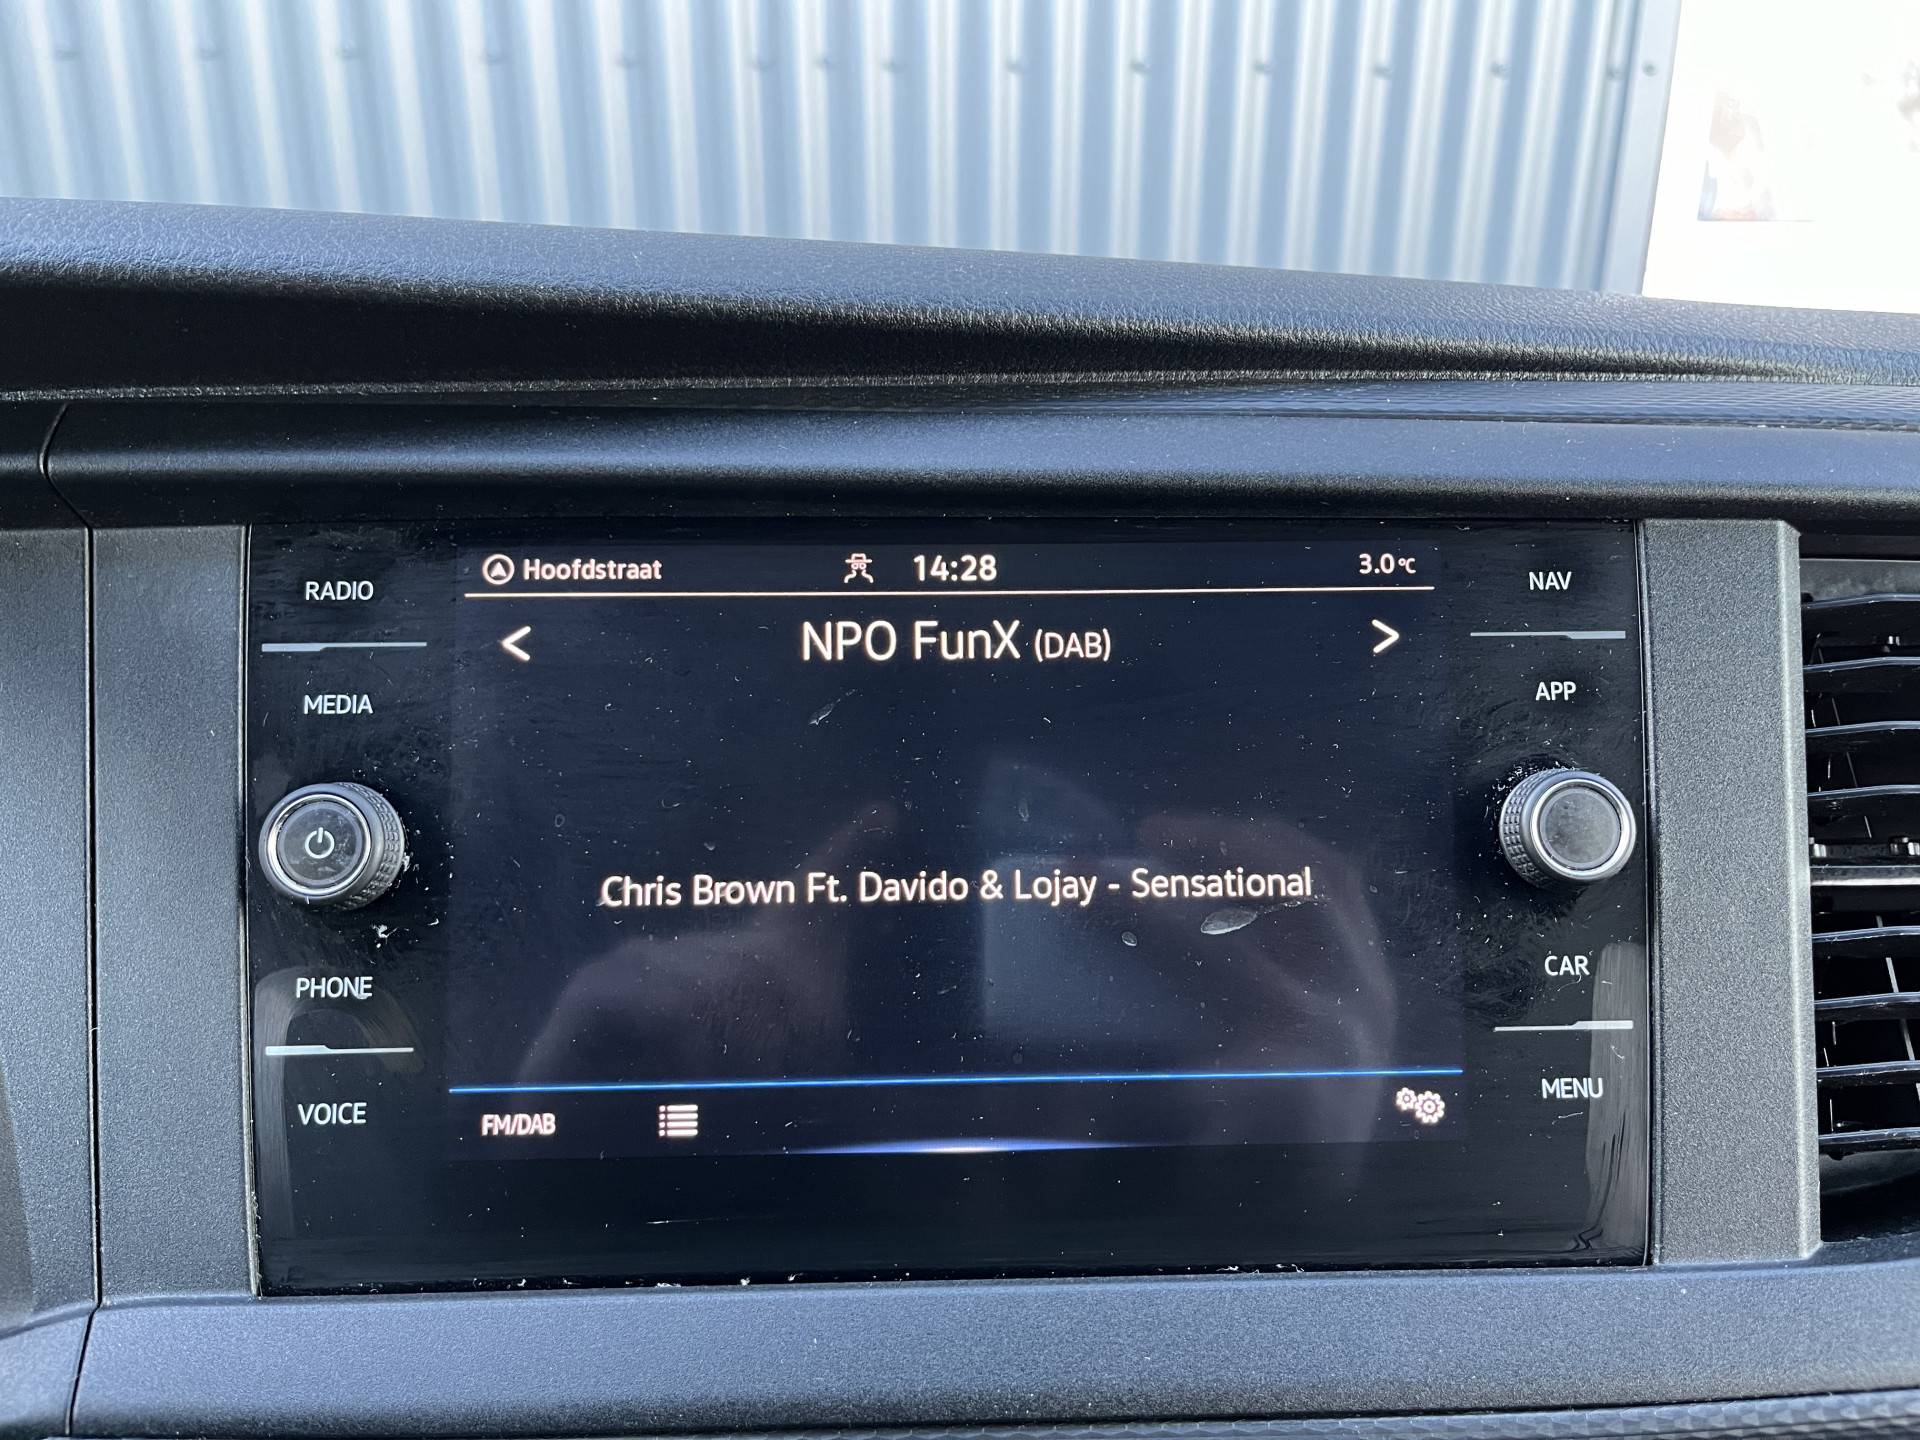 Hoofdstraat 14:28 3.0°C
RADIO
NAV
< NPO FunX (DAB) >
MEDIA
APP
Chris Brown Ft. Davido & Lojay - Sensational
PHONE
CAR
VOICE
MENU
FM/DAB